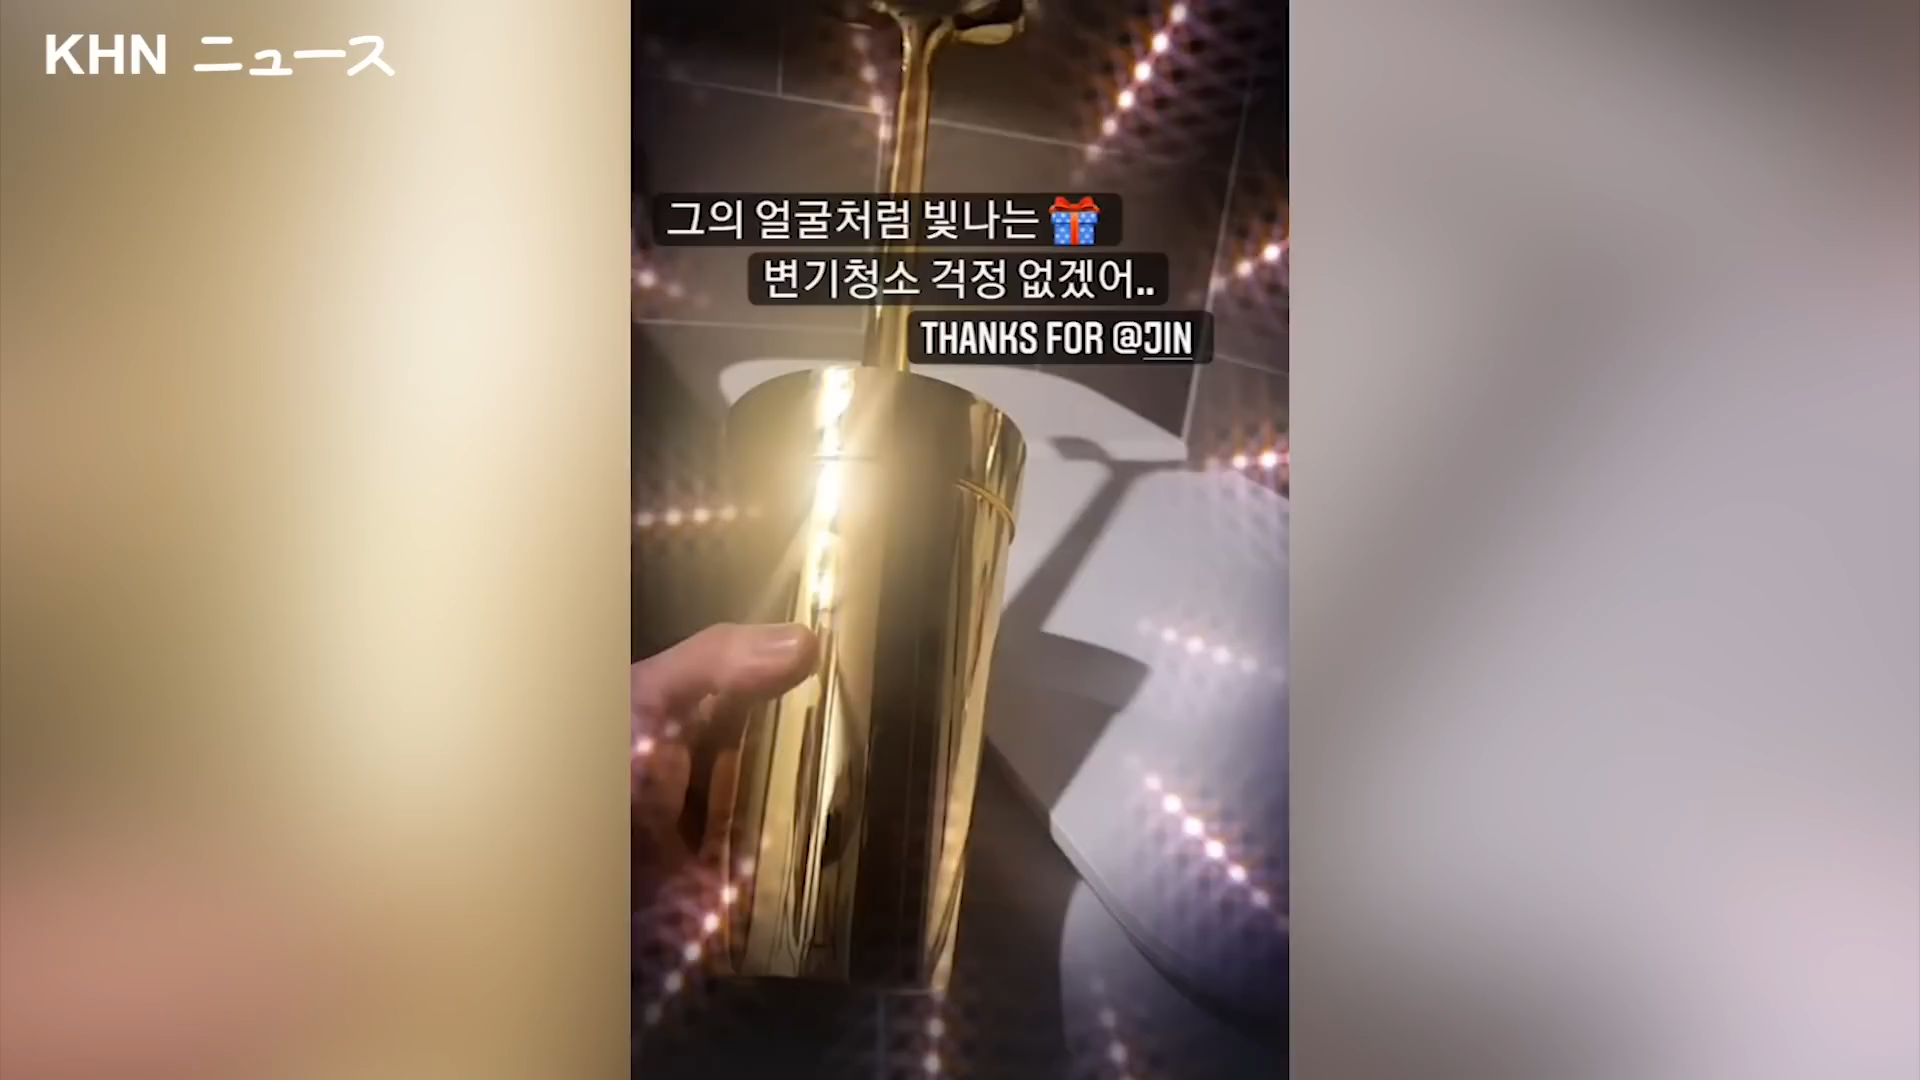 KHN ニュース
그의 얼굴처럼 빛나는 🎁
변기청소 걱정 없겠어..
THANKS FOR @JIN